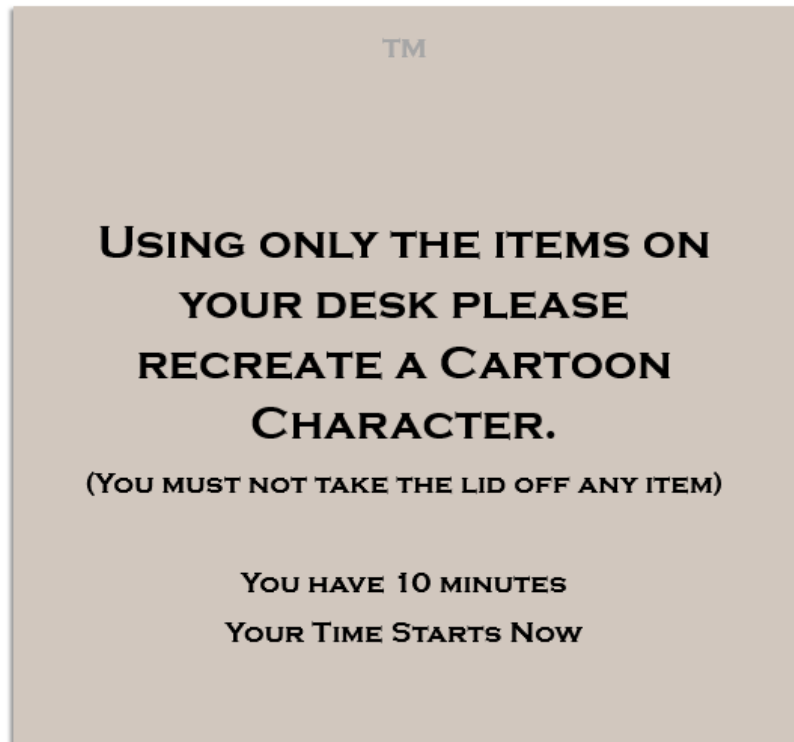 TM
Using only the items on
your desk please
recreate a Cartoon
Character.
(You must not take the lid off any item)
You have 10 minutes
Your Time Starts Now